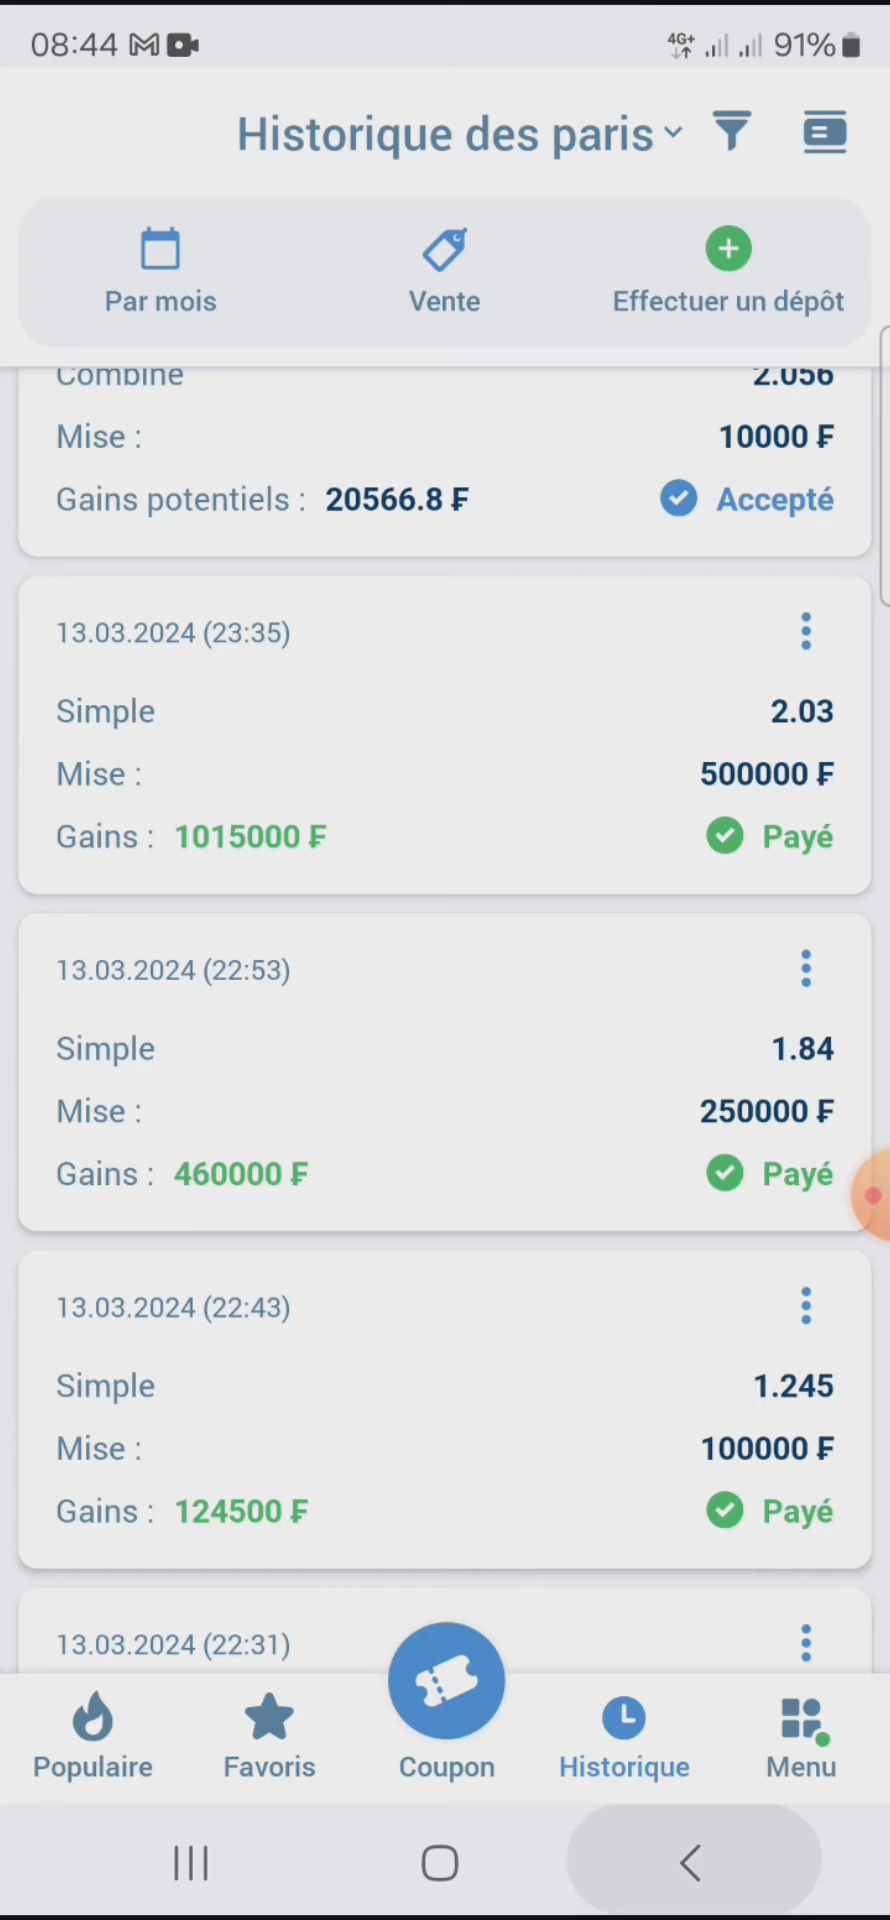 08:44 4G+ 91%
Historique des paris
Par mois Vente Effectuer un dépôt
Combiné 2.056
Mise : 10000 ₣
Gains potentiels : 20566.8 ₣ Accepté
13.03.2024 (23:35)
Simple 2.03
Mise : 500000 ₣
Gains : 1015000 ₣ Payé
13.03.2024 (22:53)
Simple 1.84
Mise : 250000 ₣
Gains : 460000 ₣ Payé
13.03.2024 (22:43)
Simple 1.245
Mise : 100000 ₣
Gains : 124500 ₣ Payé
13.03.2024 (22:31)
Populaire Favoris Coupon Historique Menu